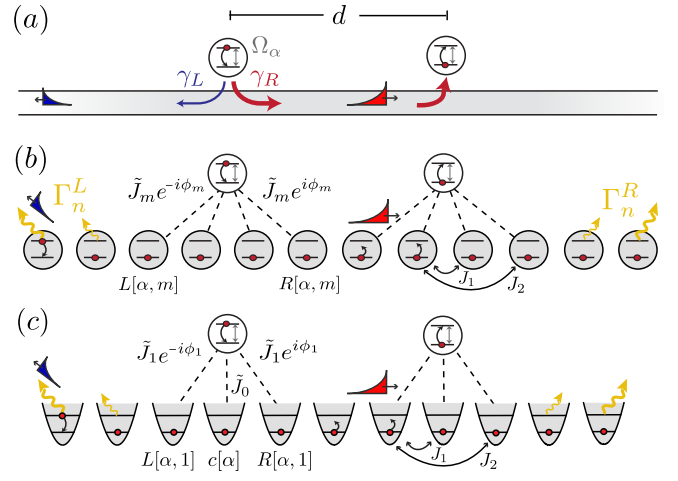 (a)
d
Ω_α
γ_L
γ_R
(b)
Γ_n^L
J̃_m e^{-iϕ_m}
J̃_m e^{iϕ_m}
Γ_n^R
L[α, m]
R[α, m]
J_1
J_2
(c)
J̃_1 e^{-iϕ_1}
J̃_1 e^{iϕ_1}
J̃_0
L[α, 1]
c[α]
R[α, 1]
J_1
J_2